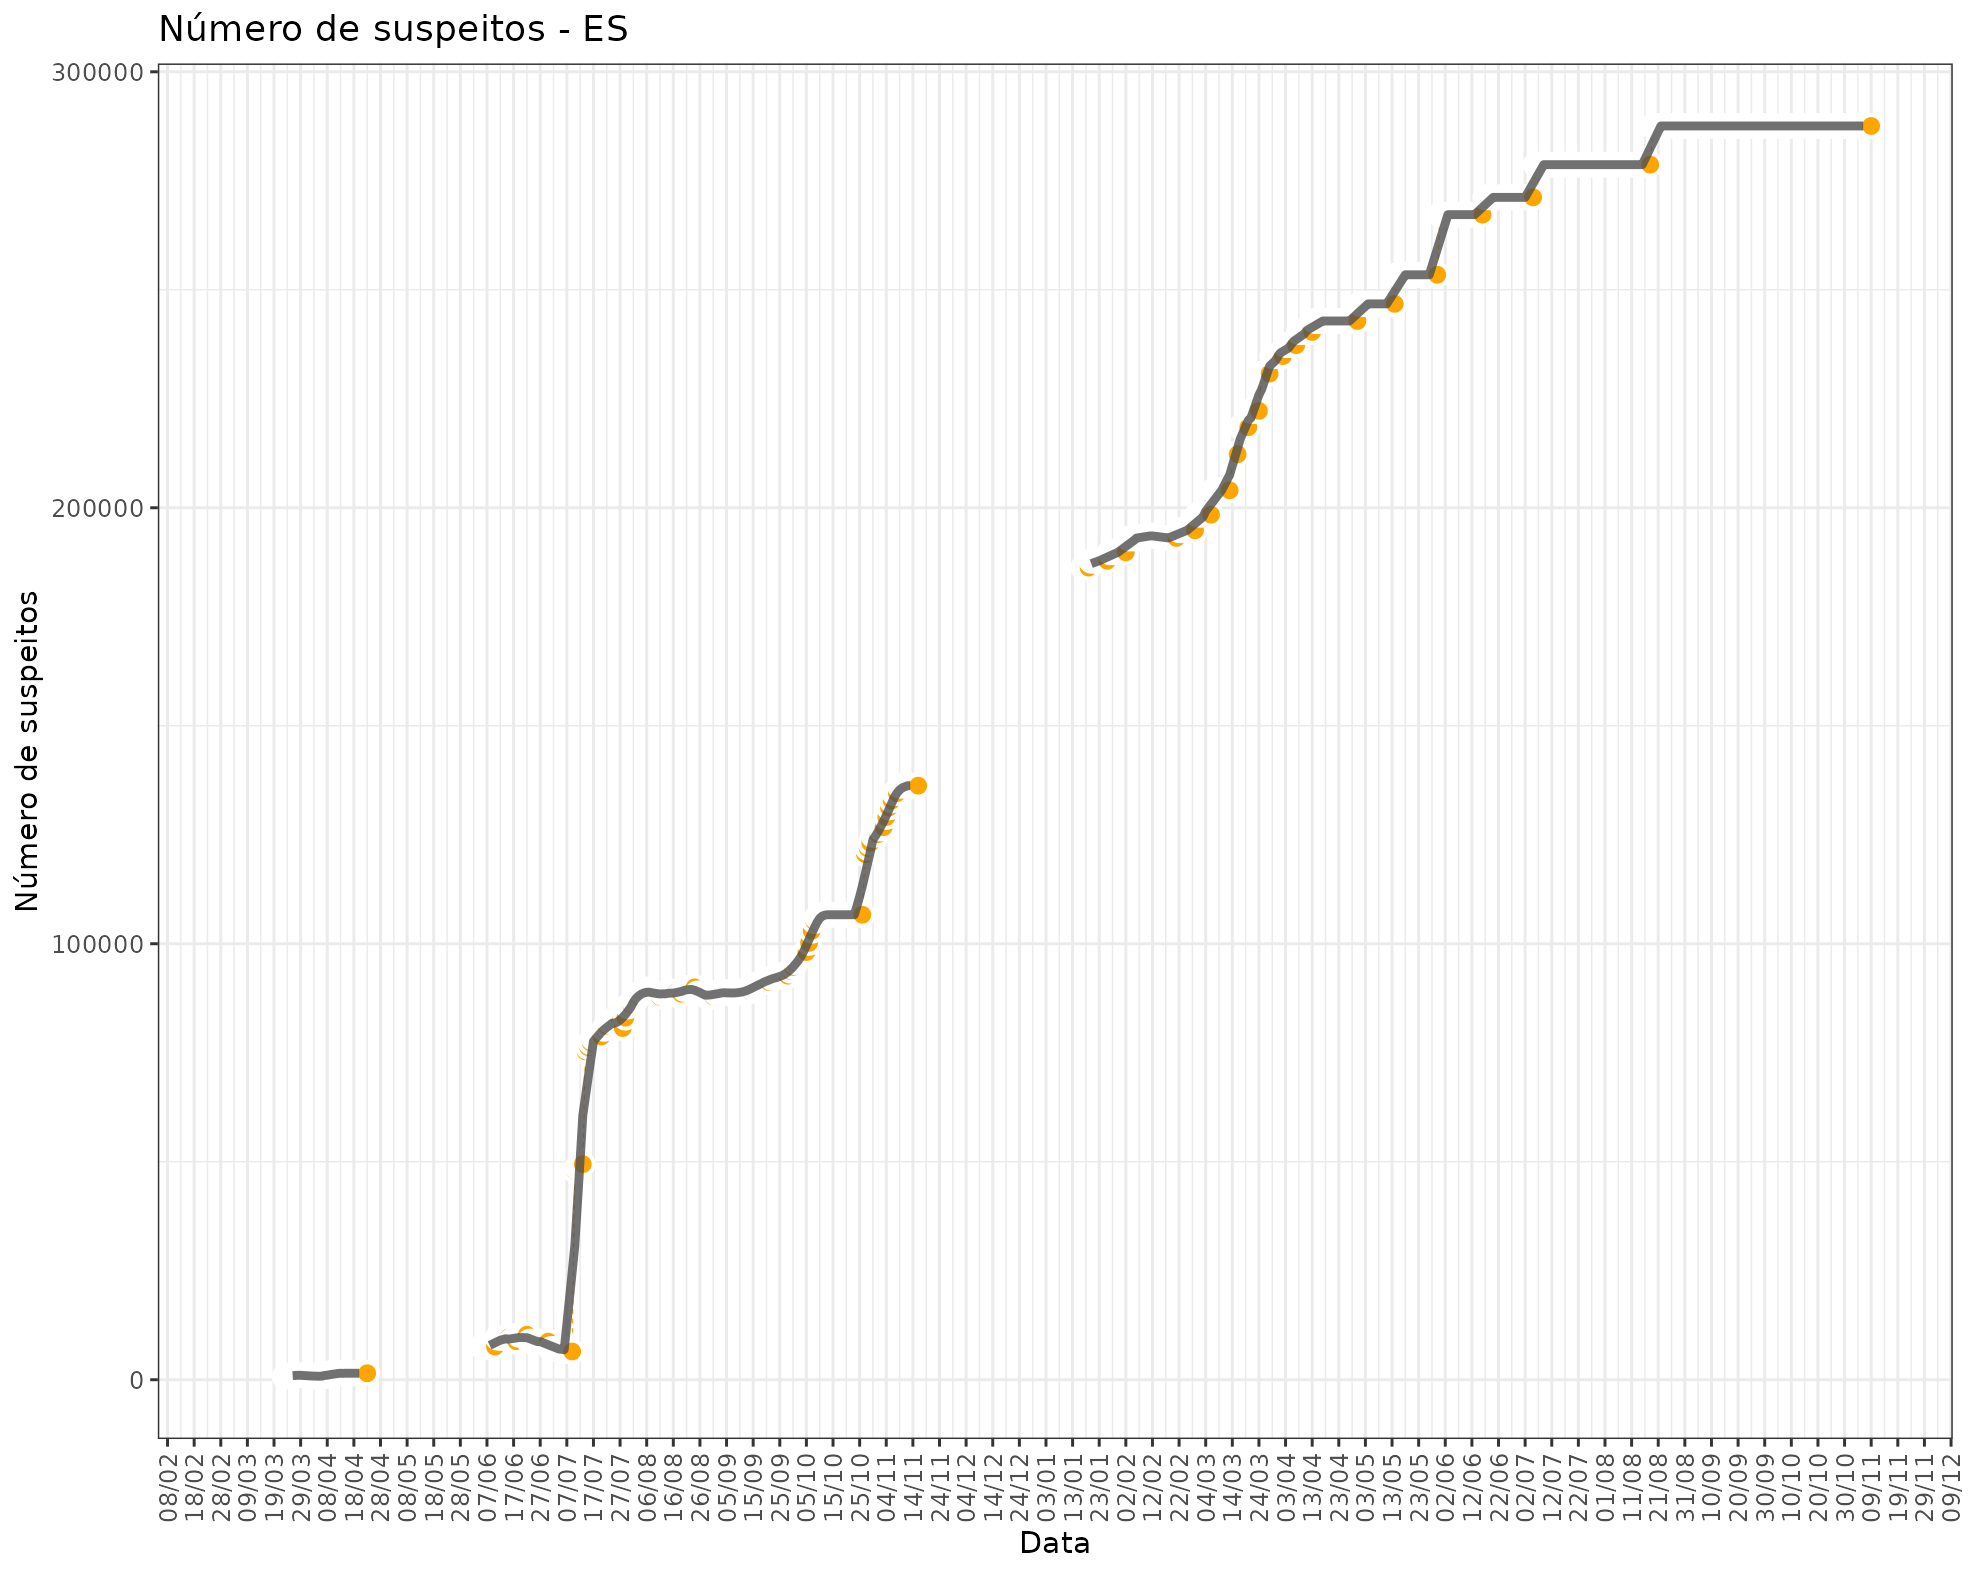 Número de suspeitos - ES
300000
200000
100000
0
Número de suspeitos
08/02 18/02 28/02 09/03 19/03 29/03 08/04 18/04 28/04 08/05 18/05 28/05 07/06 17/06 27/06 07/07 17/07 27/07 06/08 16/08 26/08 05/09 15/09 25/09 05/10 15/10 25/10 04/11 14/11 24/11 04/12 14/12 24/12 03/01 13/01 23/01 02/02 12/02 22/02 04/03 14/03 24/03 03/04 13/04 23/04 03/05 13/05 23/05 02/06 12/06 22/06 02/07 12/07 22/07 01/08 11/08 21/08 31/08 10/09 20/09 30/09 10/10 20/10 30/10 09/11 19/11 29/11 09/12
Data